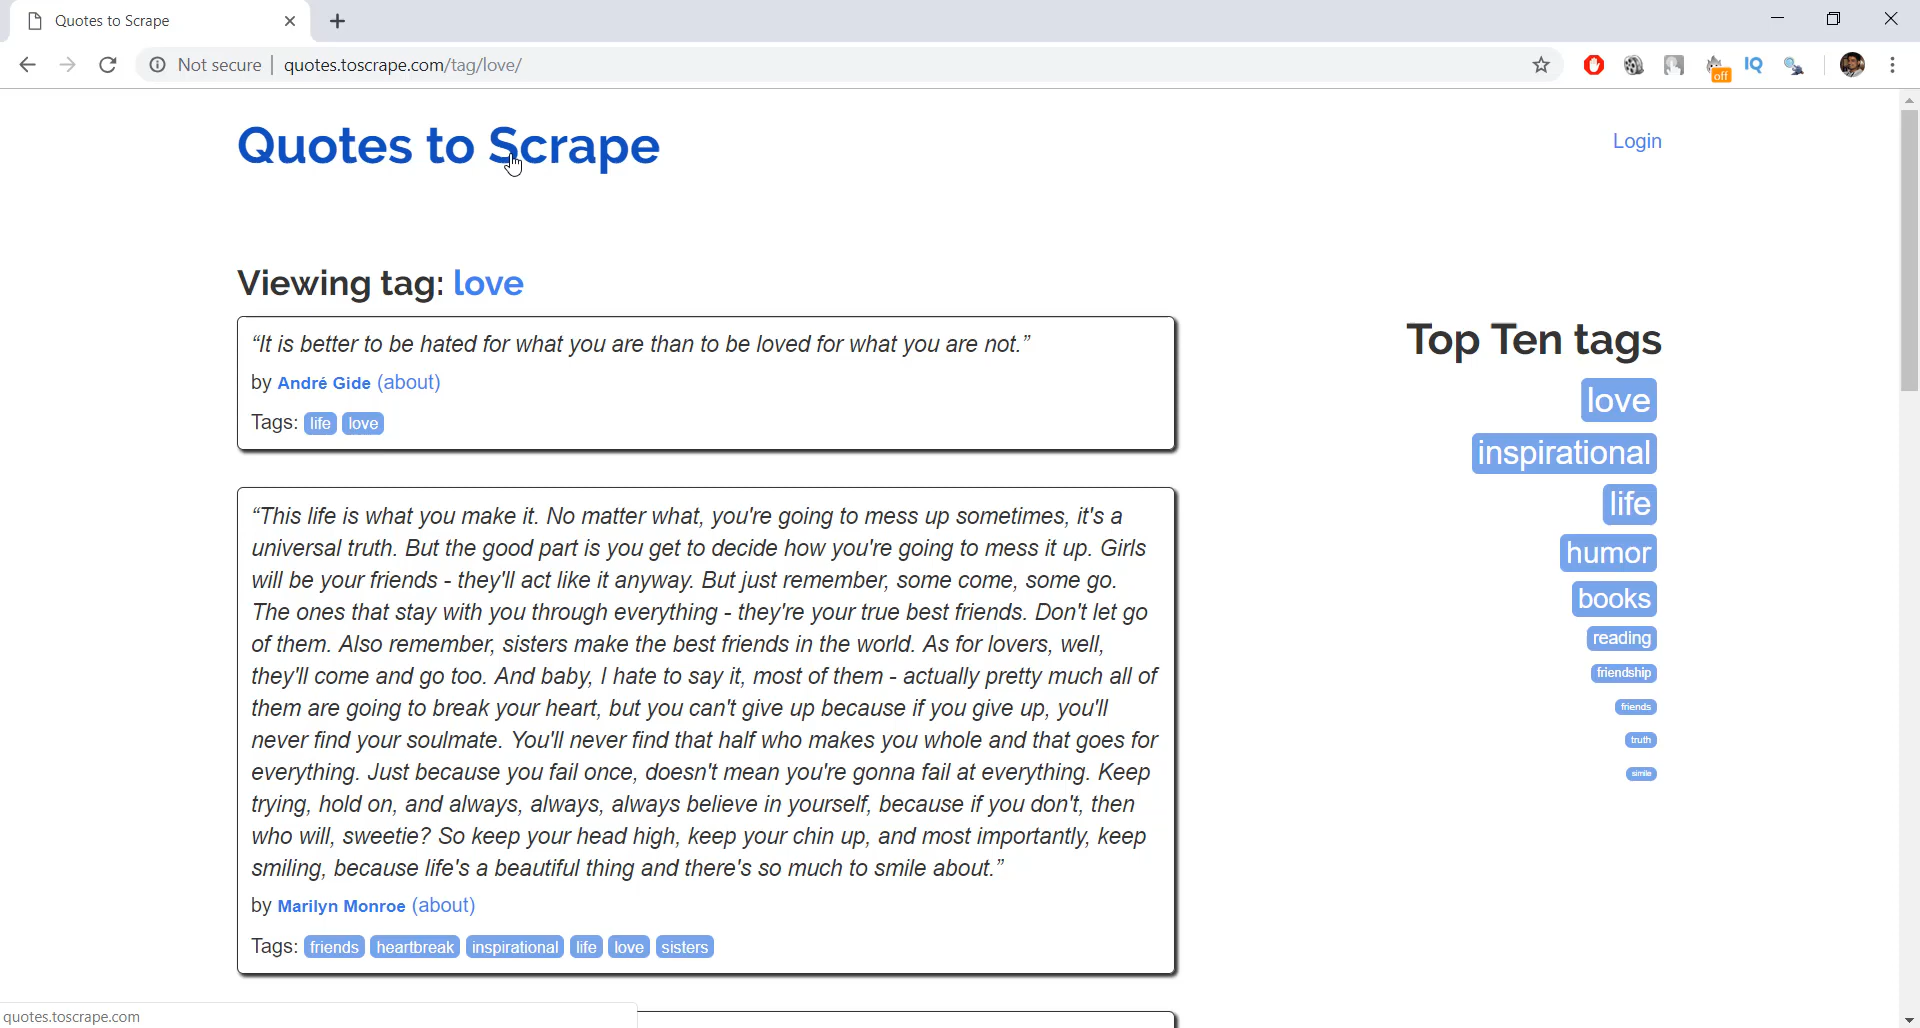 Quotes to Scrape
Not secure | quotes.toscrape.com/tag/love/
off
IQ
Quotes to Scrape
Login
Viewing tag: love
“It is better to be hated for what you are than to be loved for what you are not.”
by André Gide (about)
Tags: life love
“This life is what you make it. No matter what, you're going to mess up sometimes, it's a
universal truth. But the good part is you get to decide how you're going to mess it up. Girls
will be your friends - they'll act like it anyway. But just remember, some come, some go.
The ones that stay with you through everything - they're your true best friends. Don't let go
of them. Also remember, sisters make the best friends in the world. As for lovers, well,
they'll come and go too. And baby, I hate to say it, most of them - actually pretty much all of
them are going to break your heart, but you can't give up because if you give up, you'll
never find your soulmate. You'll never find that half who makes you whole and that goes for
everything. Just because you fail once, doesn't mean you're gonna fail at everything. Keep
trying, hold on, and always, always, always believe in yourself, because if you don't, then
who will, sweetie? So keep your head high, keep your chin up, and most importantly, keep
smiling, because life's a beautiful thing and there's so much to smile about.”
by Marilyn Monroe (about)
Tags: friends heartbreak inspirational life love sisters
Top Ten tags
love
inspirational
life
humor
books
reading
friendship
friends
truth
simile
quotes.toscrape.com